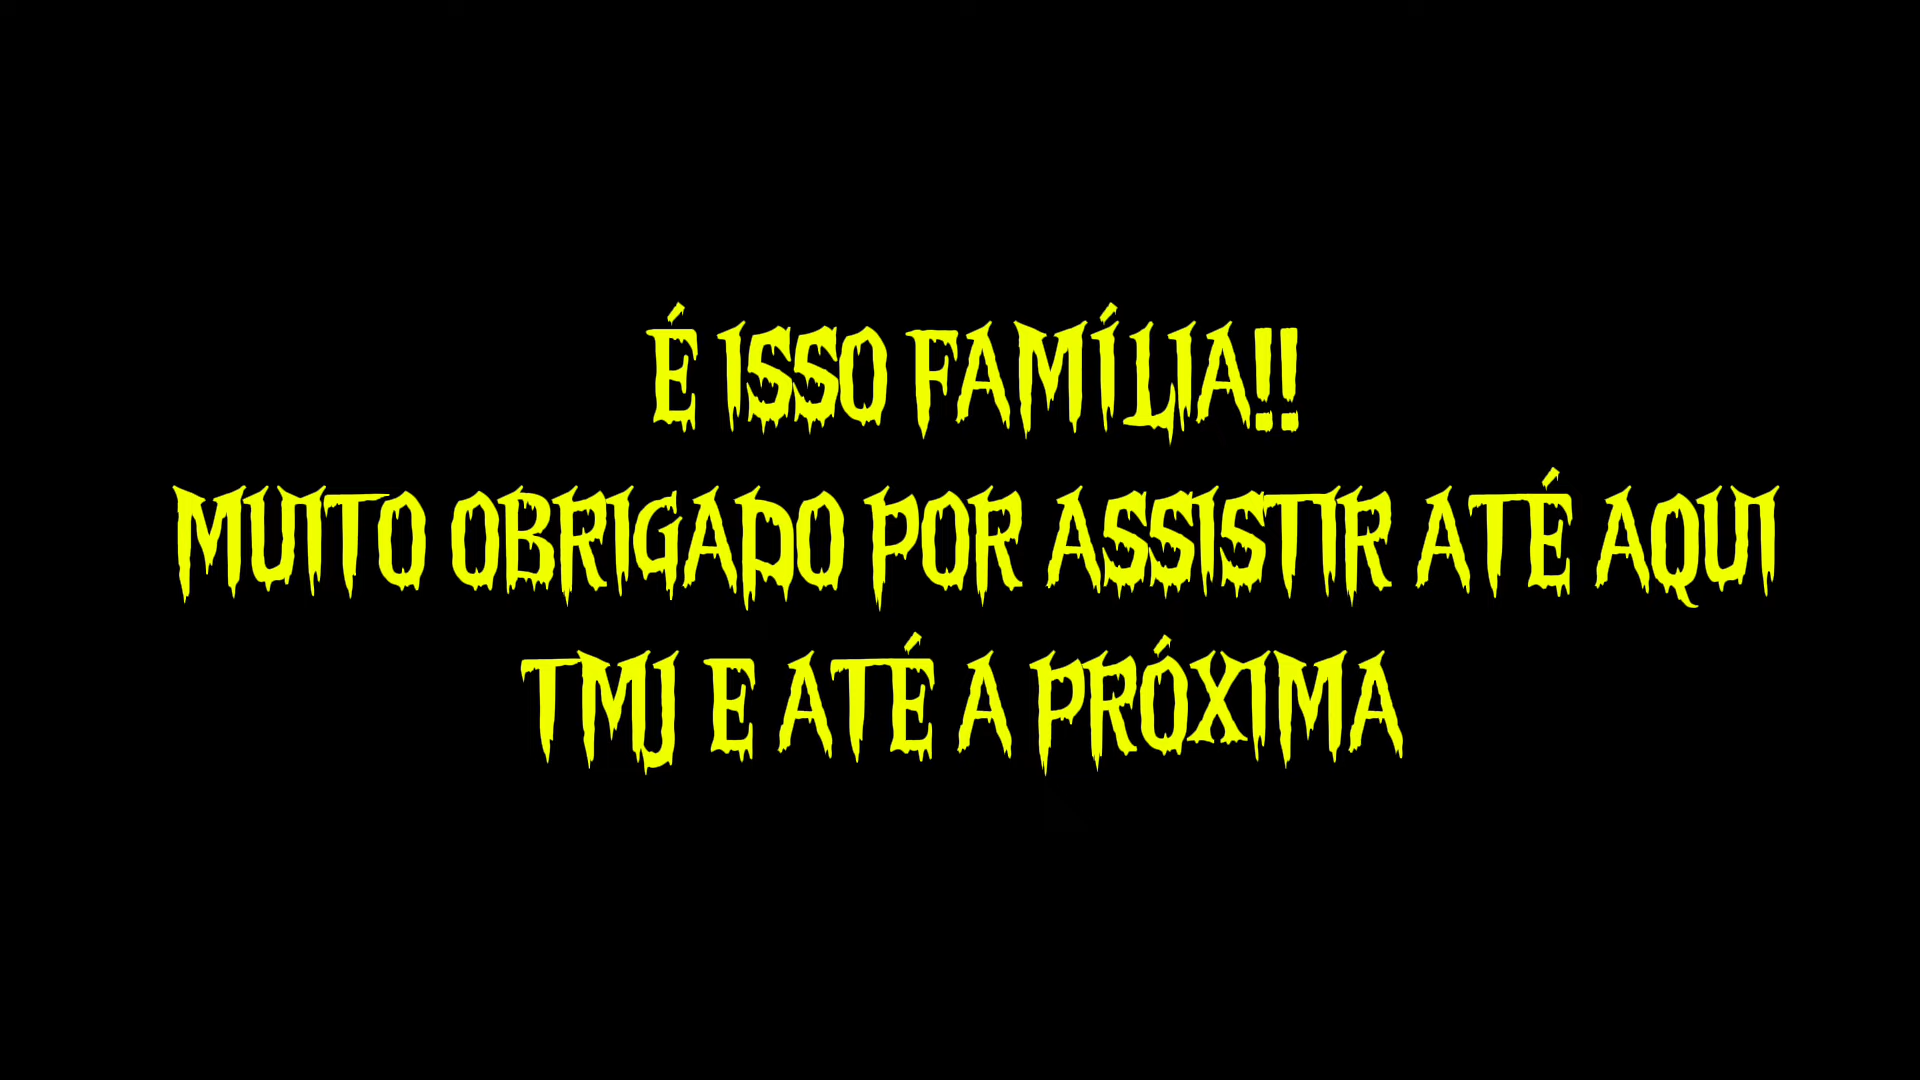 É ISSO FAMÍLIA!!
MUITO OBRIGADO POR ASSISTIR ATÉ AQUI
TMJ E ATÉ A PRÓXIMA